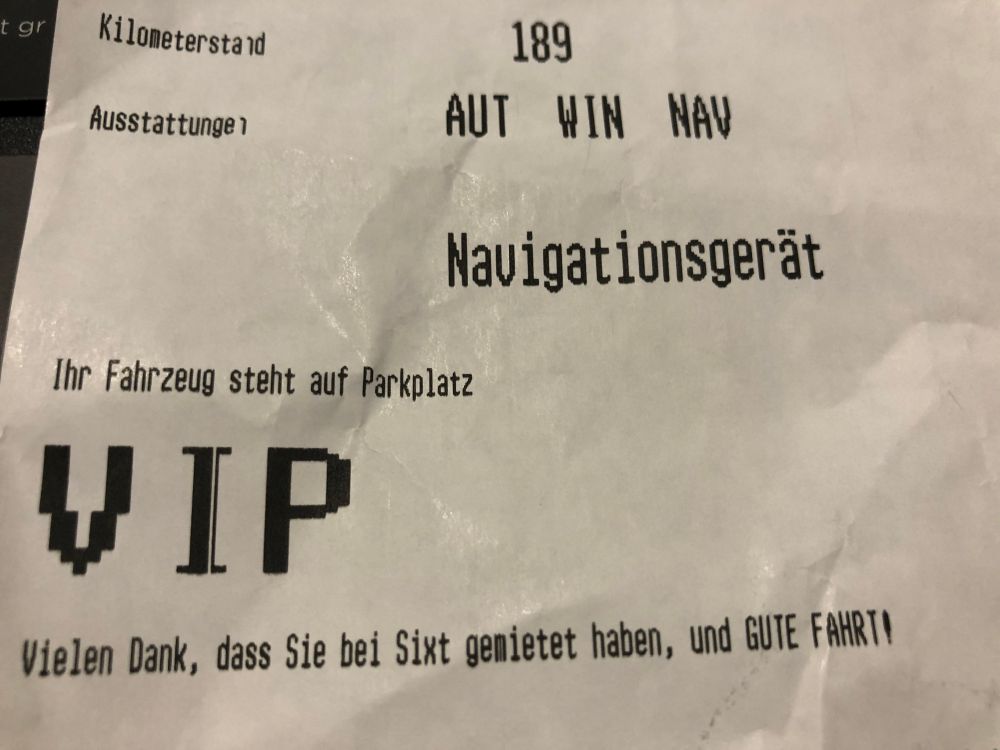 t gr
Kilometerstand 189
Ausstattungen AUT WIN NAV
Navigationsgerät
Ihr Fahrzeug steht auf Parkplatz
VIP
Vielen Dank, dass Sie bei Sixt gemietet haben, und GUTE FAHRT!